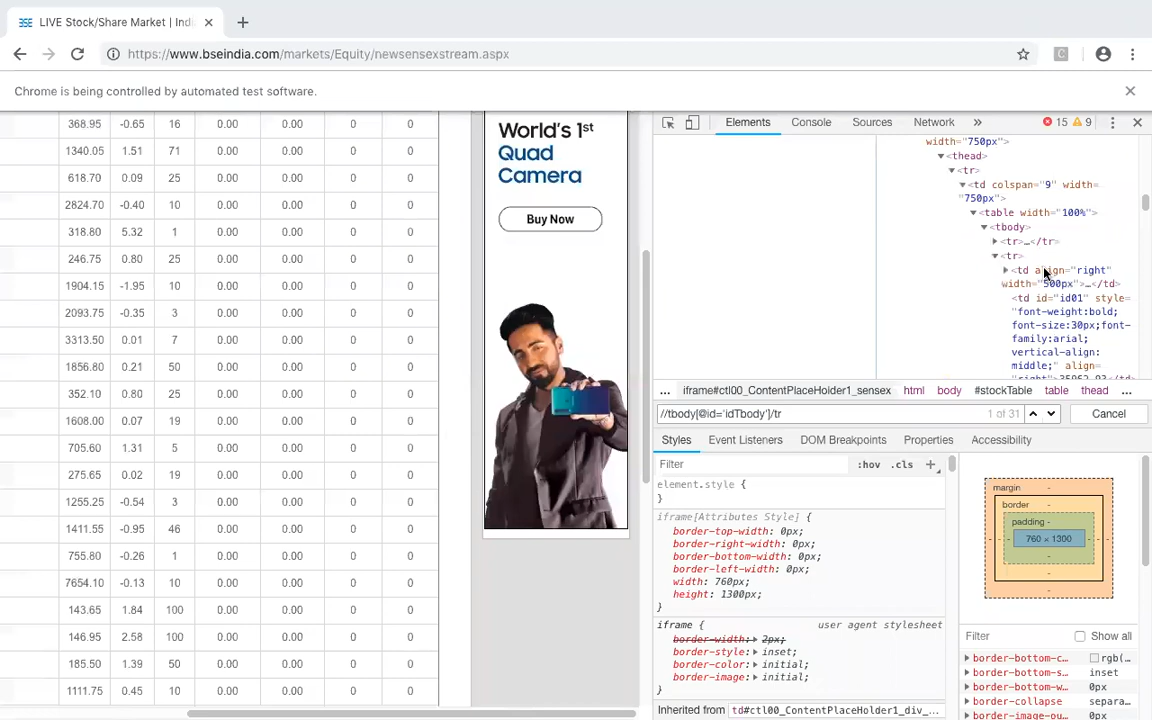 LIVE Stock/Share Market | Indi
https://www.bseindia.com/markets/Equity/newsensexstream.aspx
Chrome is being controlled by automated test software.
368.95 -0.65 16 0.00 0.00 0 0
1340.05 1.51 71 0.00 0.00 0 0
618.70 0.09 25 0.00 0.00 0 0
2824.70 -0.40 10 0.00 0.00 0 0
318.80 5.32 1 0.00 0.00 0 0
246.75 0.80 25 0.00 0.00 0 0
1904.15 -1.95 10 0.00 0.00 0 0
2093.75 -0.35 3 0.00 0.00 0 0
3313.50 0.01 7 0.00 0.00 0 0
1856.80 0.21 50 0.00 0.00 0 0
352.10 0.80 25 0.00 0.00 0 0
1608.00 0.07 19 0.00 0.00 0 0
705.60 1.31 5 0.00 0.00 0 0
275.65 0.02 19 0.00 0.00 0 0
1255.25 -0.54 3 0.00 0.00 0 0
1411.55 -0.95 46 0.00 0.00 0 0
755.80 -0.26 1 0.00 0.00 0 0
7654.10 -0.13 10 0.00 0.00 0 0
143.65 1.84 100 0.00 0.00 0 0
146.95 2.58 100 0.00 0.00 0 0
185.50 1.39 50 0.00 0.00 0 0
1111.75 0.45 10 0.00 0.00 0 0
World's 1st
Quad
Camera
Buy Now
Elements Console Sources Network » 15 9
width="750px">
<thead>
<tr>
<td colspan="9" width=
"750px">
<table width="100%">
<tbody>
<tr>…</tr>
<tr>
<td align="right"
width="500px">…</td>
<td id="id01" style=
"font-weight:bold;
font-size:30px;font-
family:arial;
vertical-align:
middle;" align=
"right">35962.93</td>
... iframe#ctl00_ContentPlaceHolder1_sensex html body #stockTable table thead ...
//tbody[@id='idTbody']/tr 1 of 31 Cancel
Styles Event Listeners DOM Breakpoints Properties Accessibility
Filter :hov .cls +
element.style {
}
iframe[Attributes Style] {
border-top-width: 0px;
border-right-width: 0px;
border-bottom-width: 0px;
border-left-width: 0px;
width: 760px;
height: 1300px;
}
iframe { user agent stylesheet
border-width: 2px;
border-style: inset;
border-color: initial;
border-image: initial;
}
Inherited from td#ctl00_ContentPlaceHolder1_div_...
margin -
border -
padding -
760 × 1300
Filter Show all
border-bottom-c… rgb(…
border-bottom-s… inset
border-bottom-w… 0px
border-collapse separa…
border-image-ou… 0px